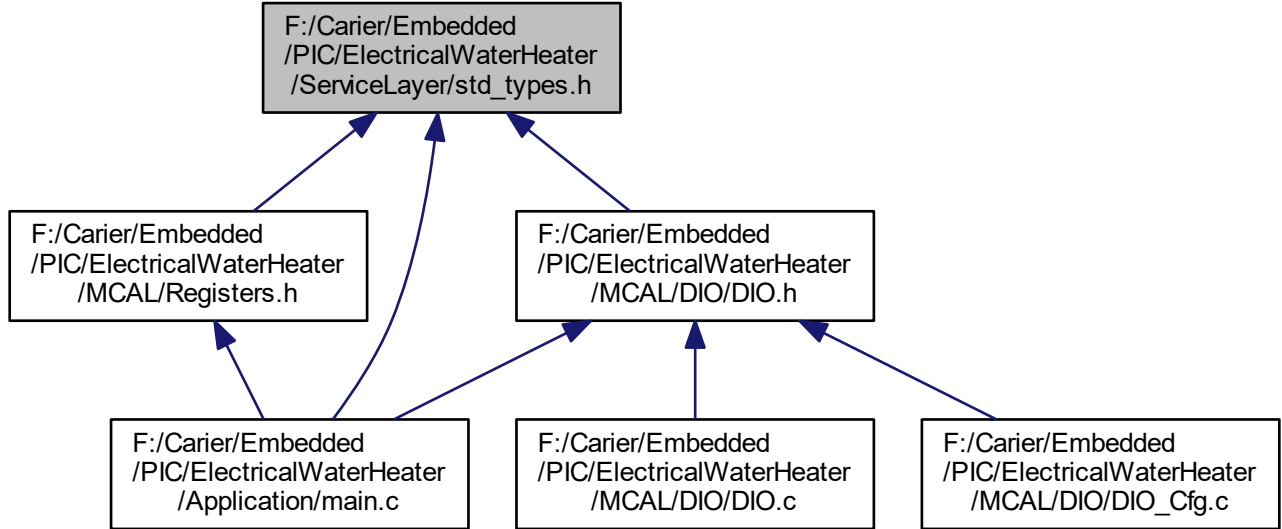 F:/Carier/Embedded
/PIC/ElectricalWaterHeater
/ServiceLayer/std_types.h
F:/Carier/Embedded
/PIC/ElectricalWaterHeater
/MCAL/Registers.h
F:/Carier/Embedded
/PIC/ElectricalWaterHeater
/MCAL/DIO/DIO.h
F:/Carier/Embedded
/PIC/ElectricalWaterHeater
/Application/main.c
F:/Carier/Embedded
/PIC/ElectricalWaterHeater
/MCAL/DIO/DIO.c
F:/Carier/Embedded
/PIC/ElectricalWaterHeater
/MCAL/DIO/DIO_Cfg.c